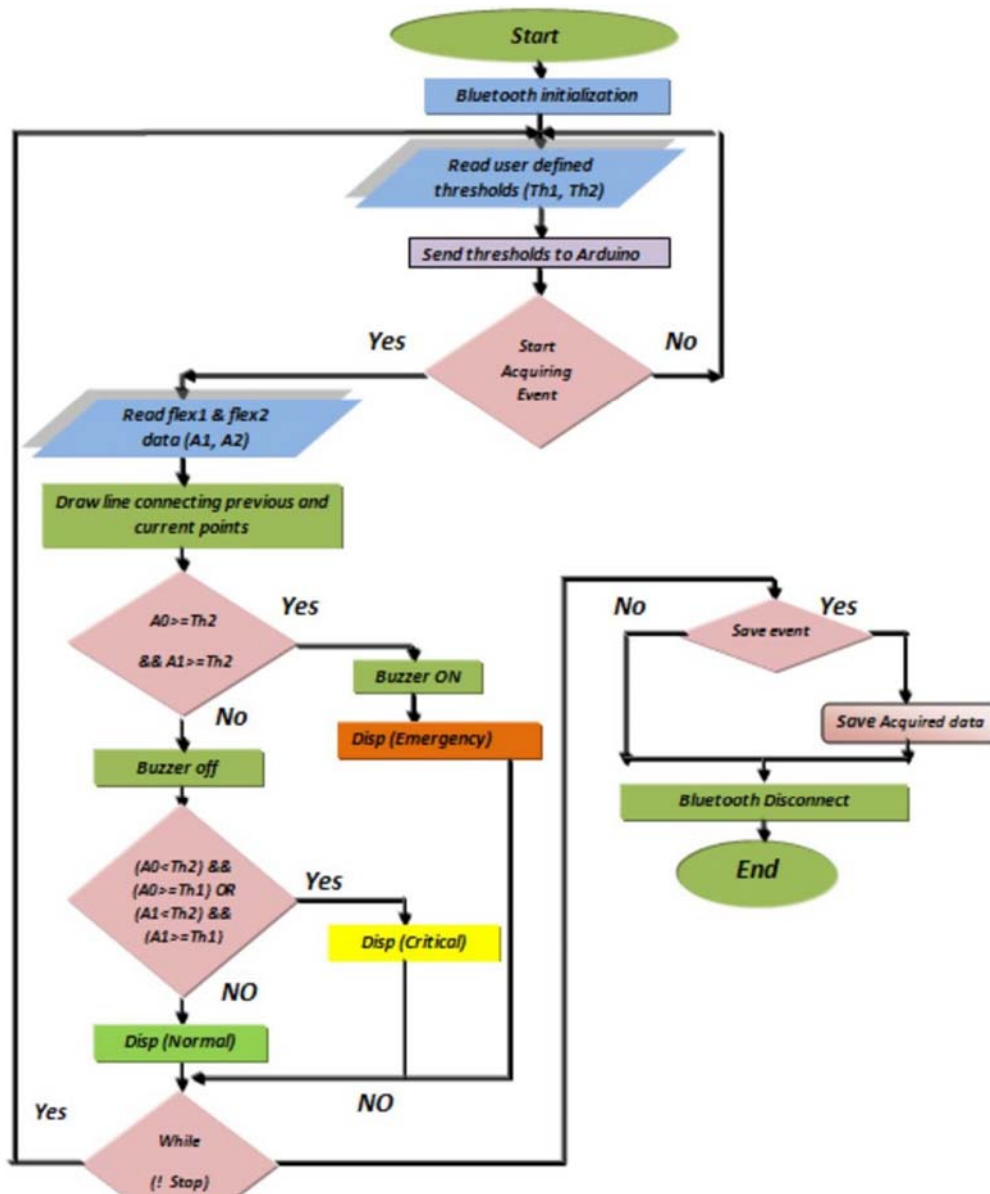 Start
Bluetooth initialization
Read user defined
thresholds (Th1, Th2)
Send thresholds to Arduino
Yes
Start
Acquiring
Event
No
Read flex1 & flex2
data (A1, A2)
Draw line connecting previous and
current points
A0>=Th2
&& A1>=Th2
Yes
Buzzer ON
Disp (Emergency)
No
Buzzer off
(A0<Th2) &&
(A0>=Th1) OR
(A1<Th2) &&
(A1>=Th1)
Yes
Disp (Critical)
NO
Disp (Normal)
Yes
NO
While
(! Stop)
No
Save event
Yes
Save Acquired data
Bluetooth Disconnect
End